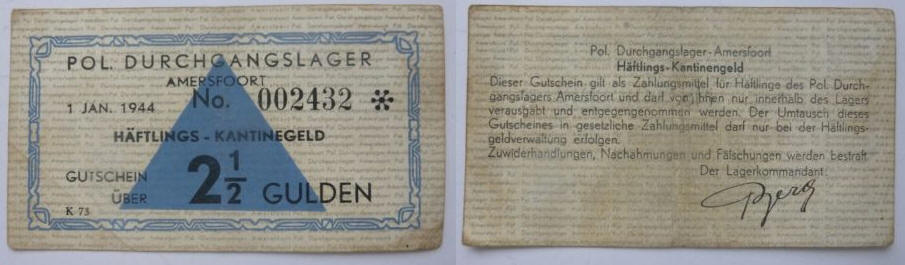 POL. DURCHGANGSLAGER
AMERSFOORT
1 JAN. 1944 No. 002432 *
HÄFTLINGS - KANTINEGELD
GUTSCHEIN
ÜBER 2 1/2 GULDEN
K 73
Pol. Durchgangslager-Amersfoort
Häftlings-Kantinengeld
Dieser Gutschein gilt als Zahlungsmittel für Häftlinge des Pol. Durch-
gangslagers Amersfoort und darf von ihnen nur innerhalb des Lagers
verausgabt und entgegengenommen werden. Der Umtausch dieses
Gutscheines in gesetzliche Zahlungsmittel darf nur bei der Häftlings-
geldverwaltung erfolgen.
Zuwiderhandlungen, Nachahmungen und Fälschungen werden bestraft
Der Lagerkommandant: